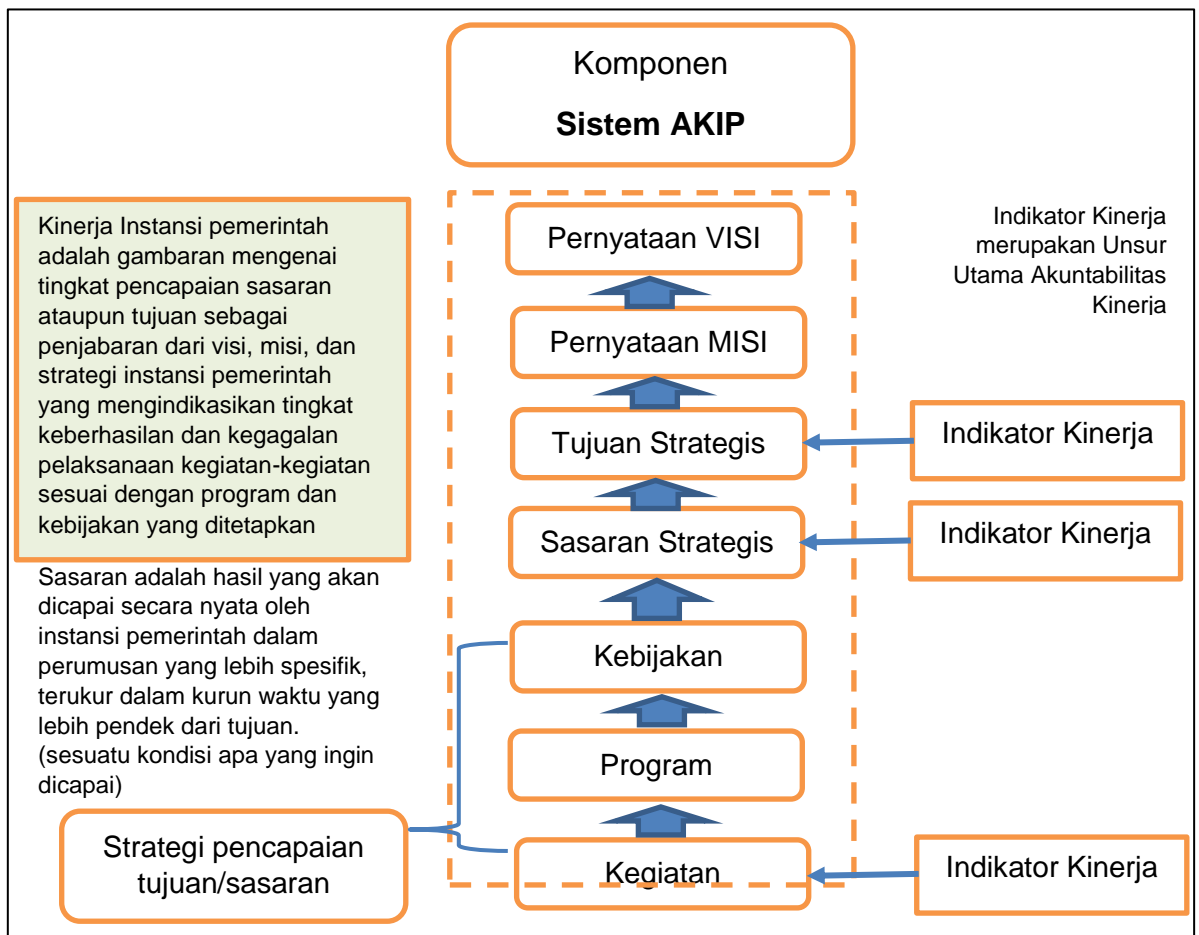 Komponen
Sistem AKIP
Kinerja Instansi pemerintah
adalah gambaran mengenai
tingkat pencapaian sasaran
ataupun tujuan sebagai
penjabaran dari visi, misi, dan
strategi instansi pemerintah
yang mengindikasikan tingkat
keberhasilan dan kegagalan
pelaksanaan kegiatan-kegiatan
sesuai dengan program dan
kebijakan yang ditetapkan
Sasaran adalah hasil yang akan
dicapai secara nyata oleh
instansi pemerintah dalam
perumusan yang lebih spesifik,
terukur dalam kurun waktu yang
lebih pendek dari tujuan.
(sesuatu kondisi apa yang ingin
dicapai)
Strategi pencapaian
tujuan/sasaran
Pernyataan VISI
Pernyataan MISI
Tujuan Strategis
Sasaran Strategis
Kebijakan
Program
Kegiatan
Indikator Kinerja
merupakan Unsur
Utama Akuntabilitas
Kinerja
Indikator Kinerja
Indikator Kinerja
Indikator Kinerja